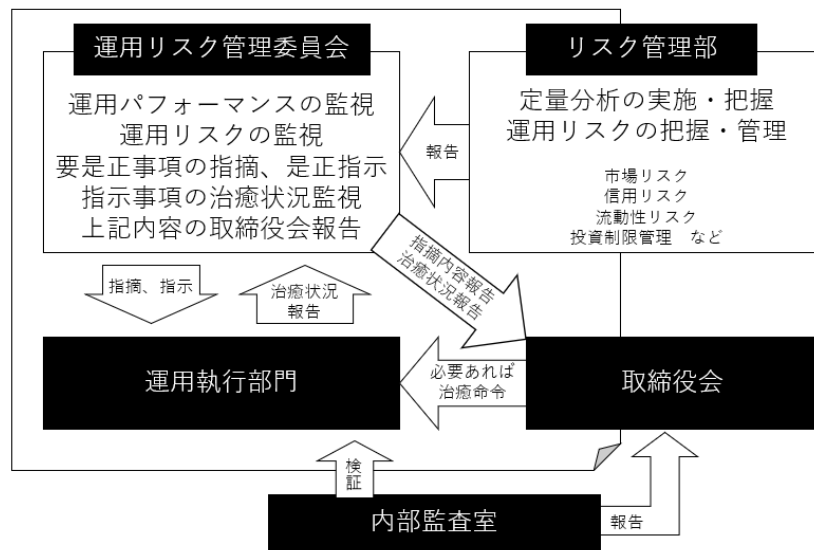 運用リスク管理委員会
運用パフォーマンスの監視
運用リスクの監視
要是正事項の指摘、是正指示
指示事項の治癒状況監視
上記内容の取締役会報告
リスク管理部
定量分析の実施・把握
運用リスクの把握・管理
市場リスク
信用リスク
流動性リスク
投資制限管理　など
報告
指摘内容報告
治癒状況報告
指摘、指示
治癒状況
報告
運用執行部門
必要あれば
治癒命令
取締役会
検証
内部監査室
報告